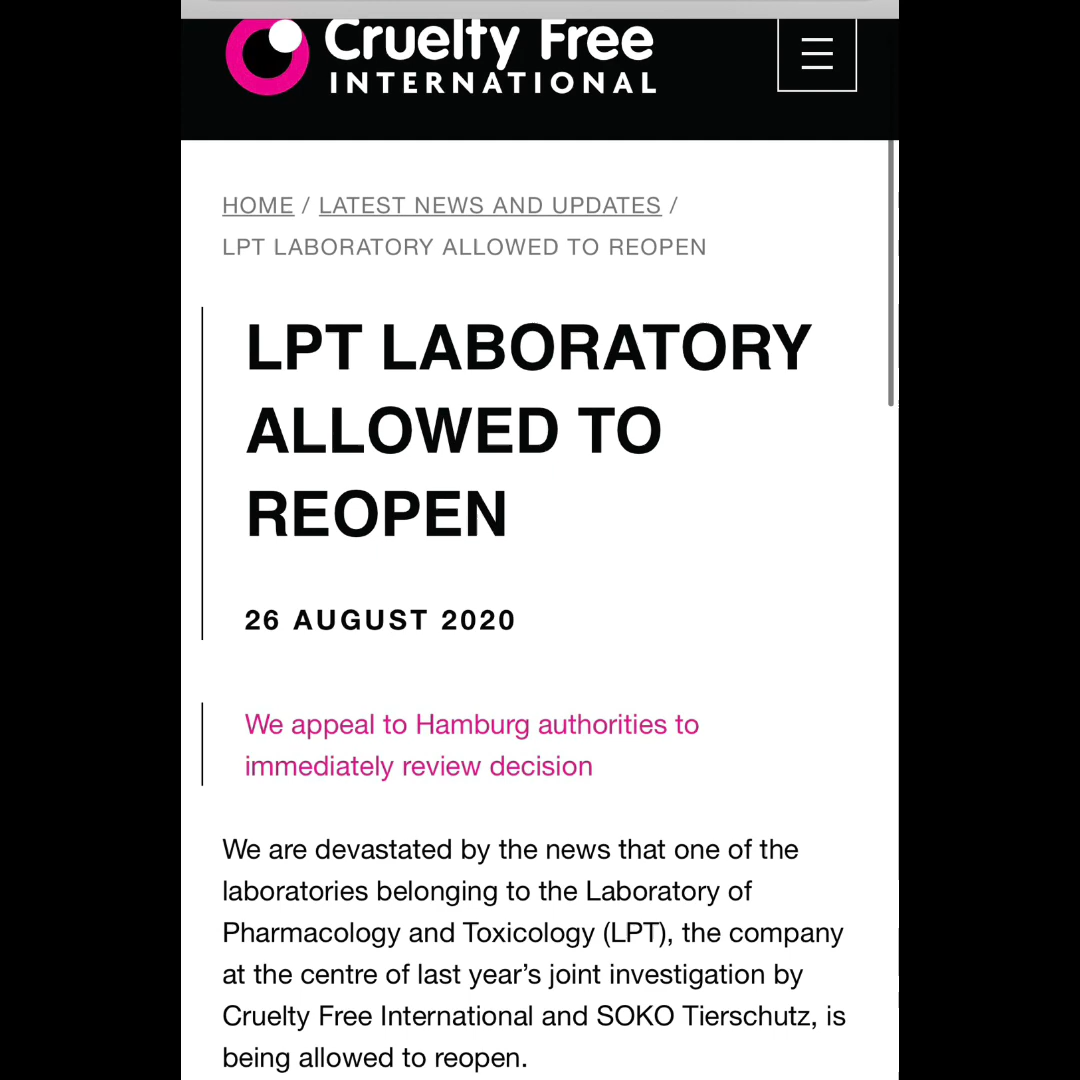 Cruelty Free
INTERNATIONAL
HOME / LATEST NEWS AND UPDATES /
LPT LABORATORY ALLOWED TO REOPEN
LPT LABORATORY
ALLOWED TO
REOPEN
26 AUGUST 2020
We appeal to Hamburg authorities to
immediately review decision
We are devastated by the news that one of the
laboratories belonging to the Laboratory of
Pharmacology and Toxicology (LPT), the company
at the centre of last year’s joint investigation by
Cruelty Free International and SOKO Tierschutz, is
being allowed to reopen.